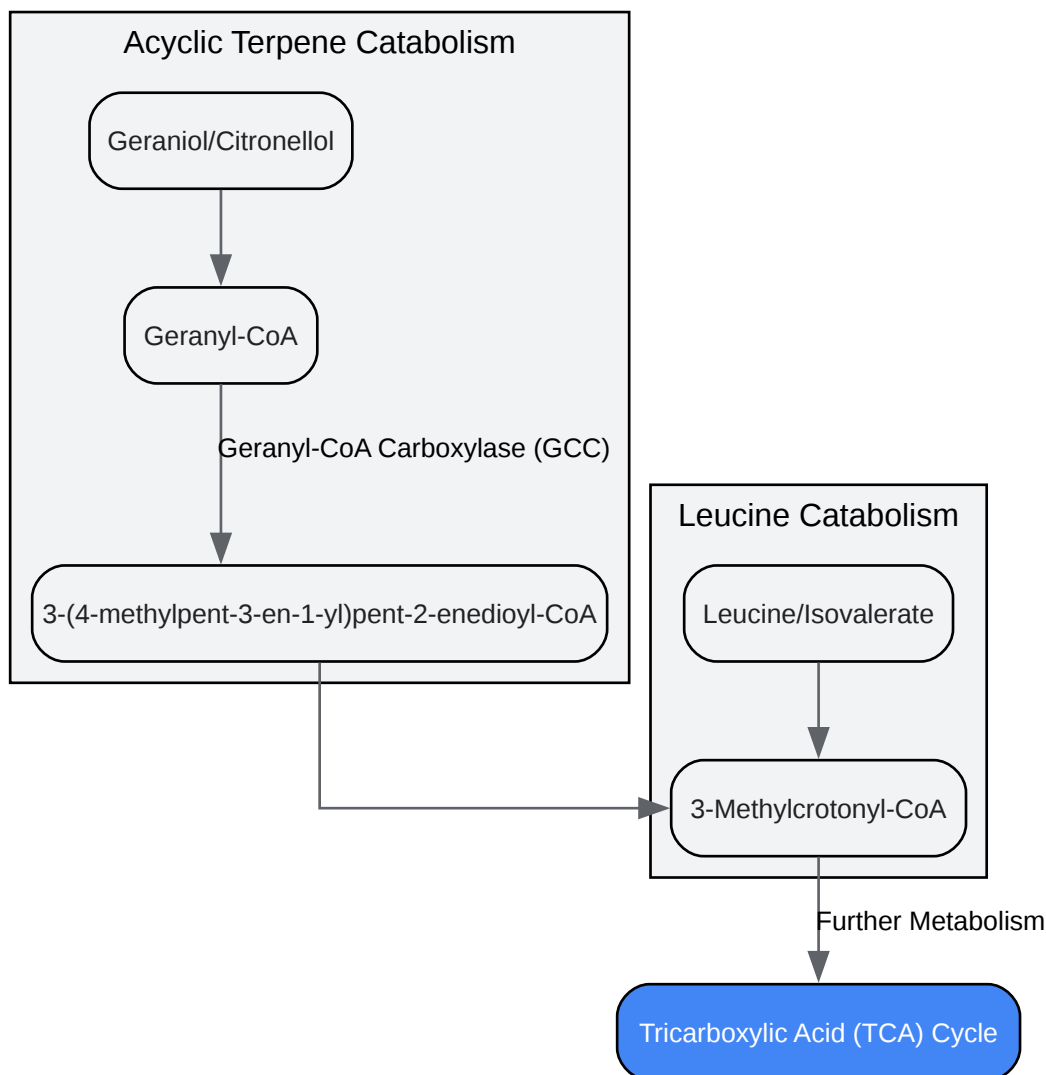 Acyclic Terpene Catabolism
Geraniol/Citronellol
Geranyl-CoA
Geranyl-CoA Carboxylase (GCC)
3-(4-methylpent-3-en-1-yl)pent-2-enedioyl-CoA
Leucine Catabolism
Leucine/Isovalerate
3-Methylcrotonyl-CoA
Further Metabolism
Tricarboxylic Acid (TCA) Cycle